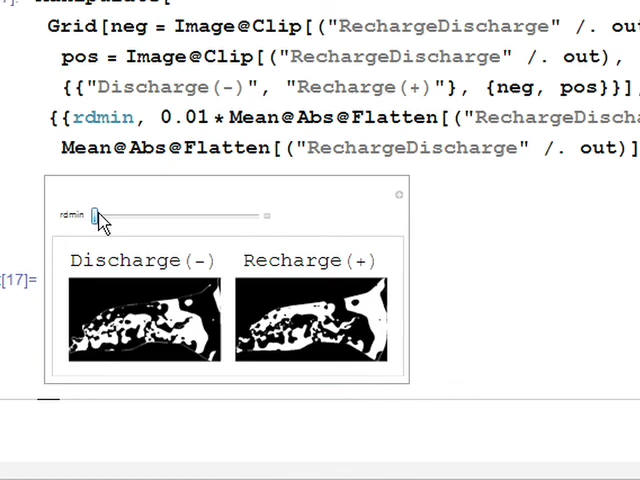 Grid[neg = Image@Clip[("RechargeDischarge" /. out
pos = Image@Clip[("RechargeDischarge" /. out),
{{"Discharge(-)", "Recharge(+)"}, {neg, pos}}]
{{rdmin, 0.01*Mean@Abs@Flatten[("RechargeDischa
Mean@Abs@Flatten[("RechargeDischarge" /. out)]
rdmin
Discharge(-) Recharge(+)
t[17]=